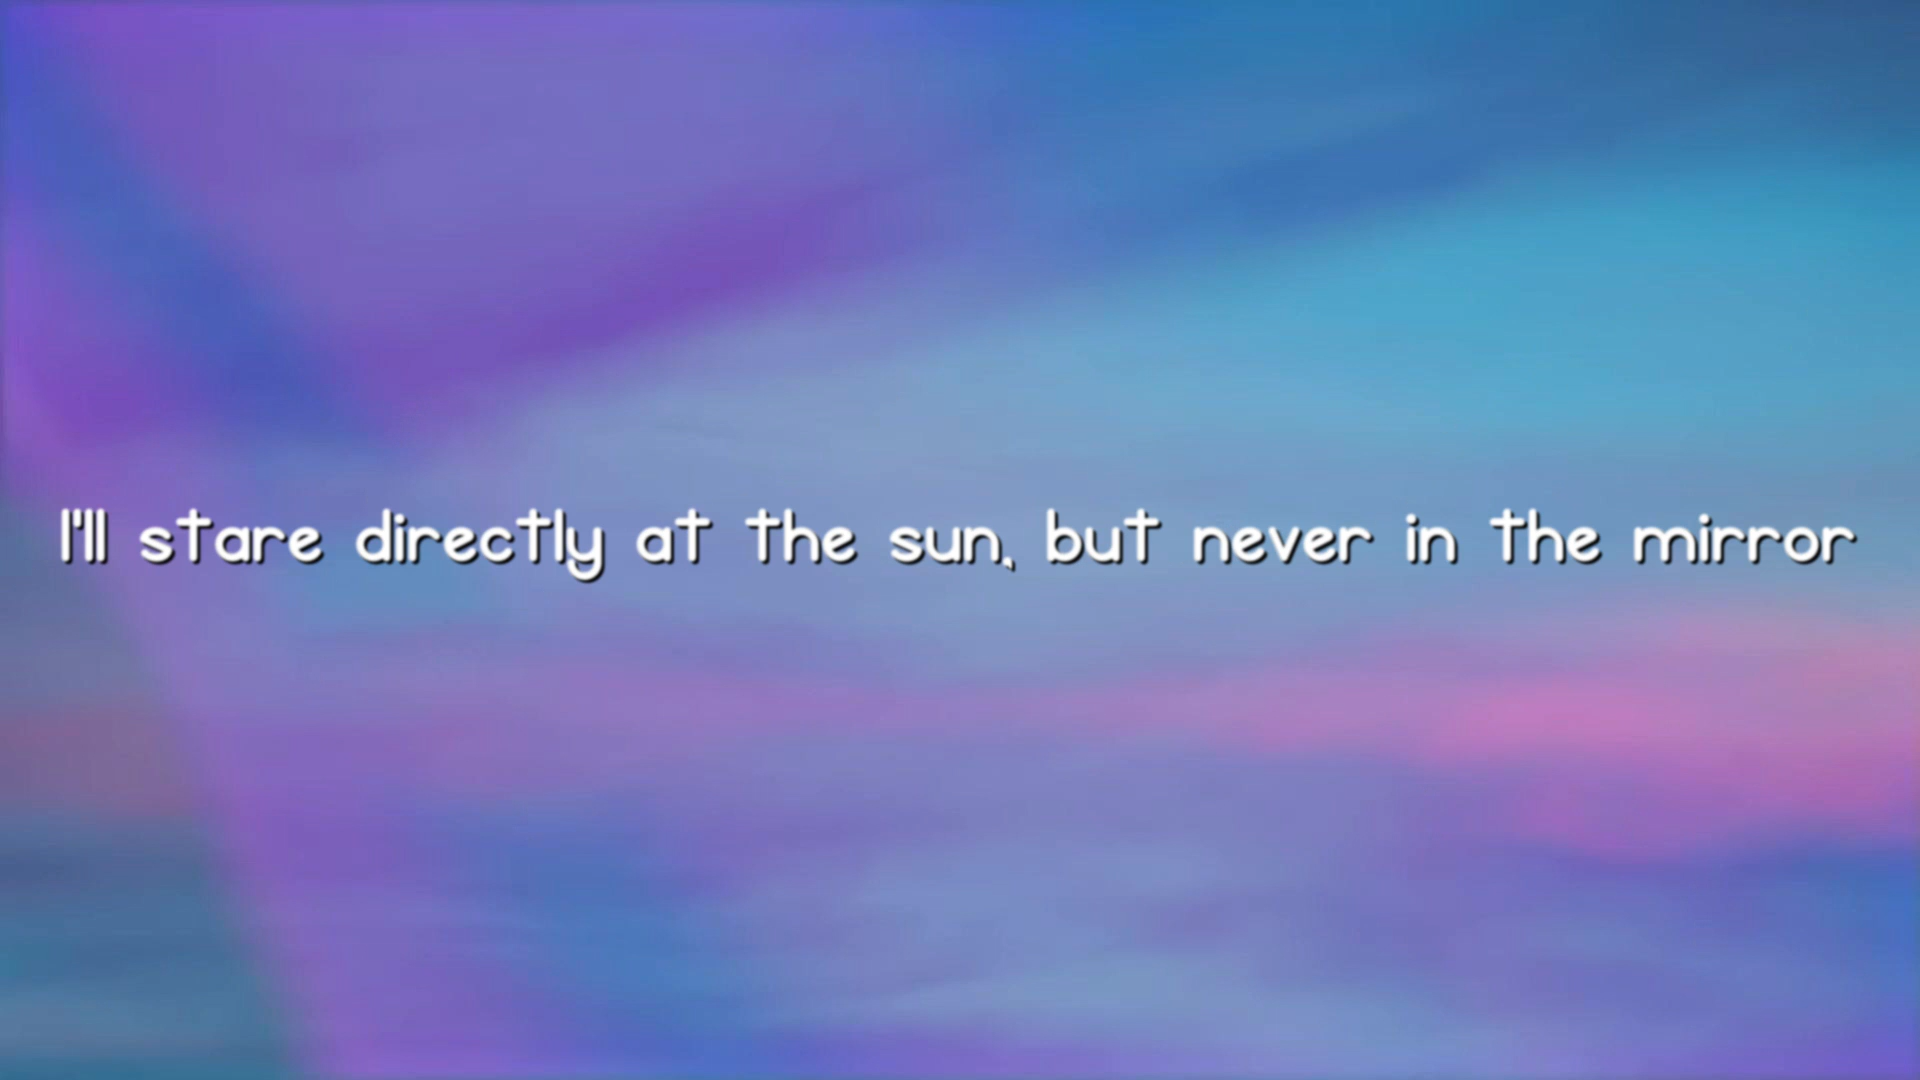 I'll stare directly at the sun, but never in the mirror